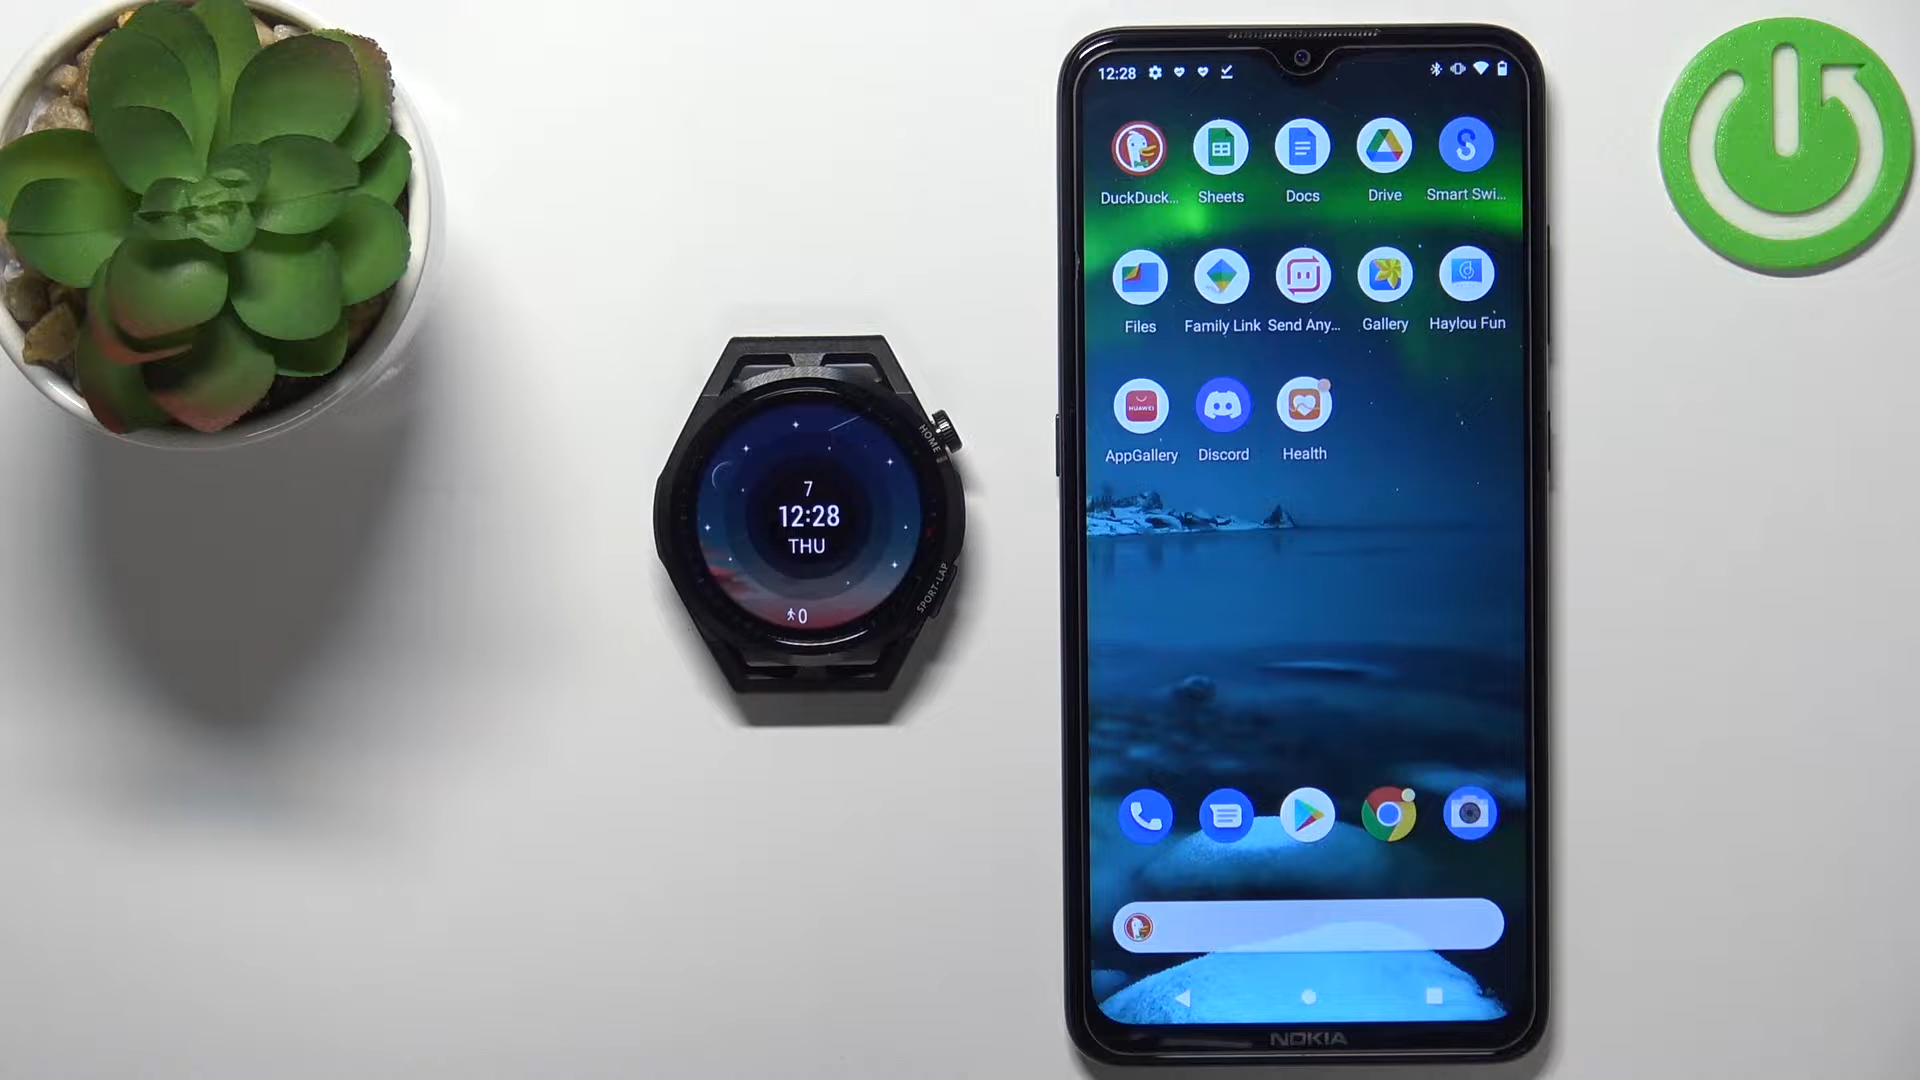 7
12:28
THU
0
HOME
SPORT-LAP
12:28
DuckDuck...
Sheets
Docs
Drive
Smart Swi...
Files
Family Link
Send Any...
Gallery
Haylou Fun
HUAWEI
AppGallery
Discord
Health
NOKIA